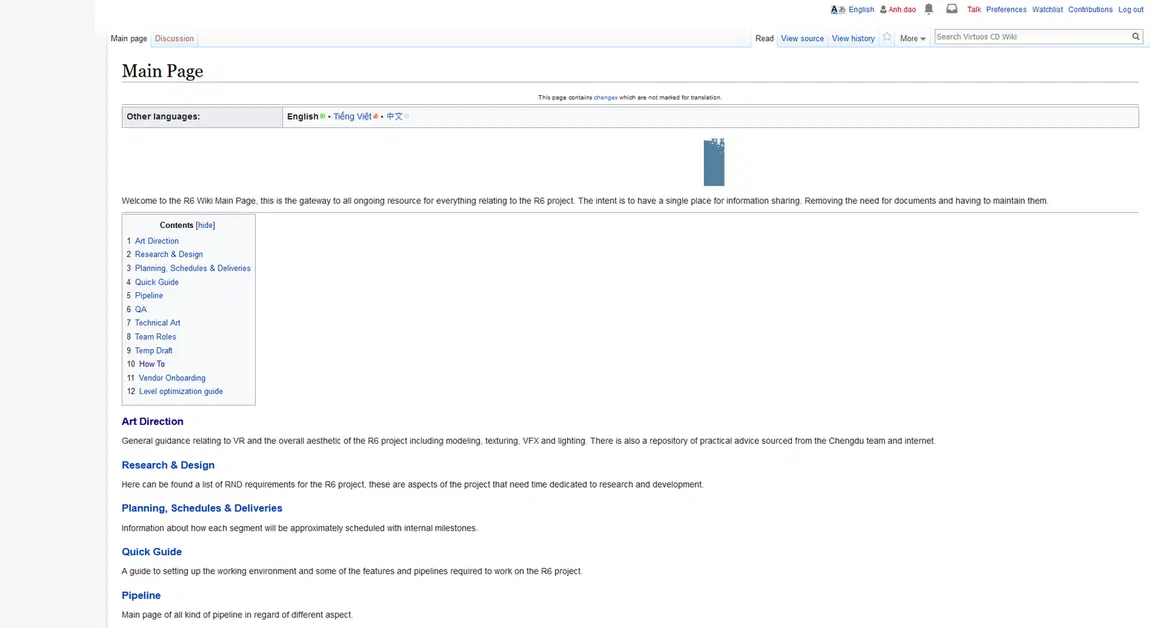 English Anh.dao Talk Preferences Watchlist Contributions Log out
Main page Discussion Read View source View history More Search Virtuos CD Wiki
Main Page
This page contains changes which are not marked for translation.
Other languages: English • Tiếng Việt • 中文
Welcome to the R6 Wiki Main Page, this is the gateway to all ongoing resource for everything relating to the R6 project. The intent is to have a single place for information sharing. Removing the need for documents and having to maintain them.
Contents [hide]
1 Art Direction
2 Research & Design
3 Planning, Schedules & Deliveries
4 Quick Guide
5 Pipeline
6 QA
7 Technical Art
8 Team Roles
9 Temp Draft
10 How To
11 Vendor Onboarding
12 Level optimization guide
Art Direction
General guidance relating to VR and the overall aesthetic of the R6 project including modeling, texturing, VFX and lighting. There is also a repository of practical advice sourced from the Chengdu team and internet.
Research & Design
Here can be found a list of RND requirements for the R6 project, these are aspects of the project that need time dedicated to research and development.
Planning, Schedules & Deliveries
Information about how each segment will be approximately scheduled with internal milestones.
Quick Guide
A guide to setting up the working environment and some of the features and pipelines required to work on the R6 project.
Pipeline
Main page of all kind of pipeline in regard of different aspect.